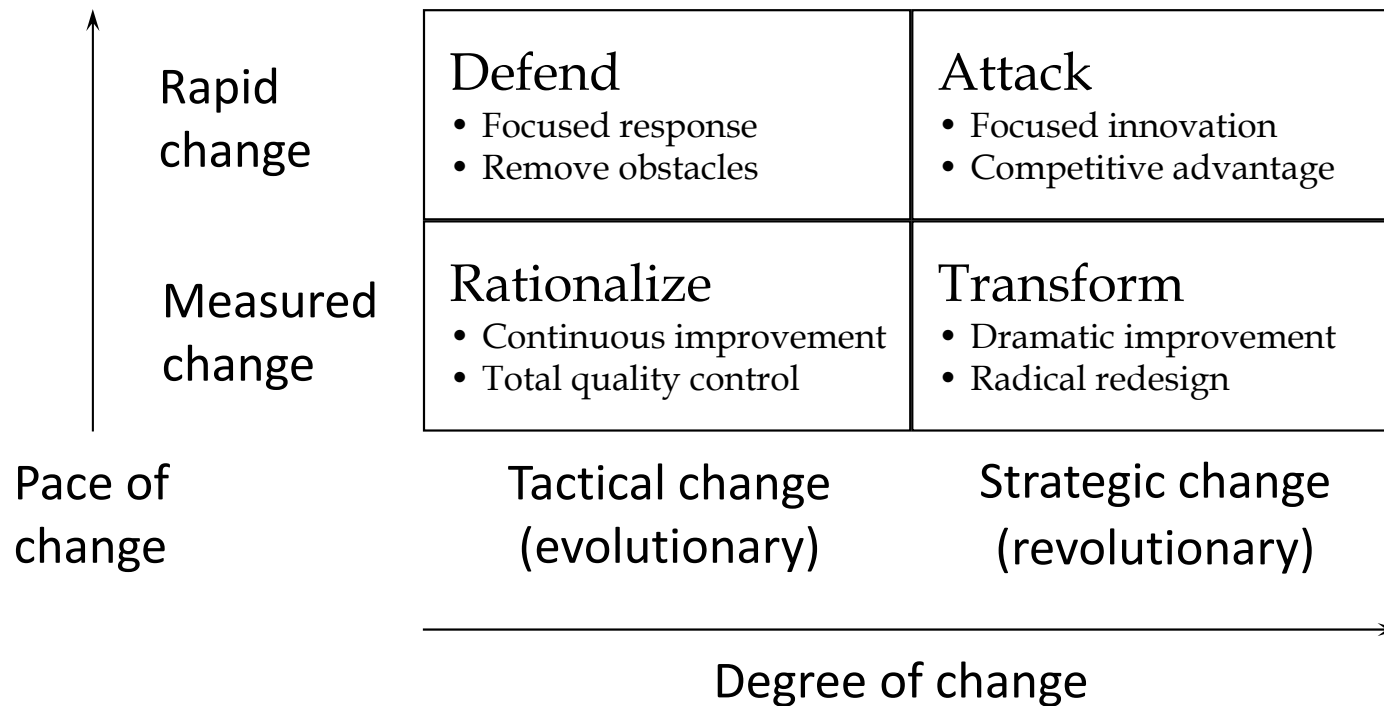 Rapid
change
Defend
• Focused response
• Remove obstacles
Attack
• Focused innovation
• Competitive advantage
Measured
change
Rationalize
• Continuous improvement
• Total quality control
Transform
• Dramatic improvement
• Radical redesign
Pace of
change
Tactical change
(evolutionary)
Strategic change
(revolutionary)
Degree of change